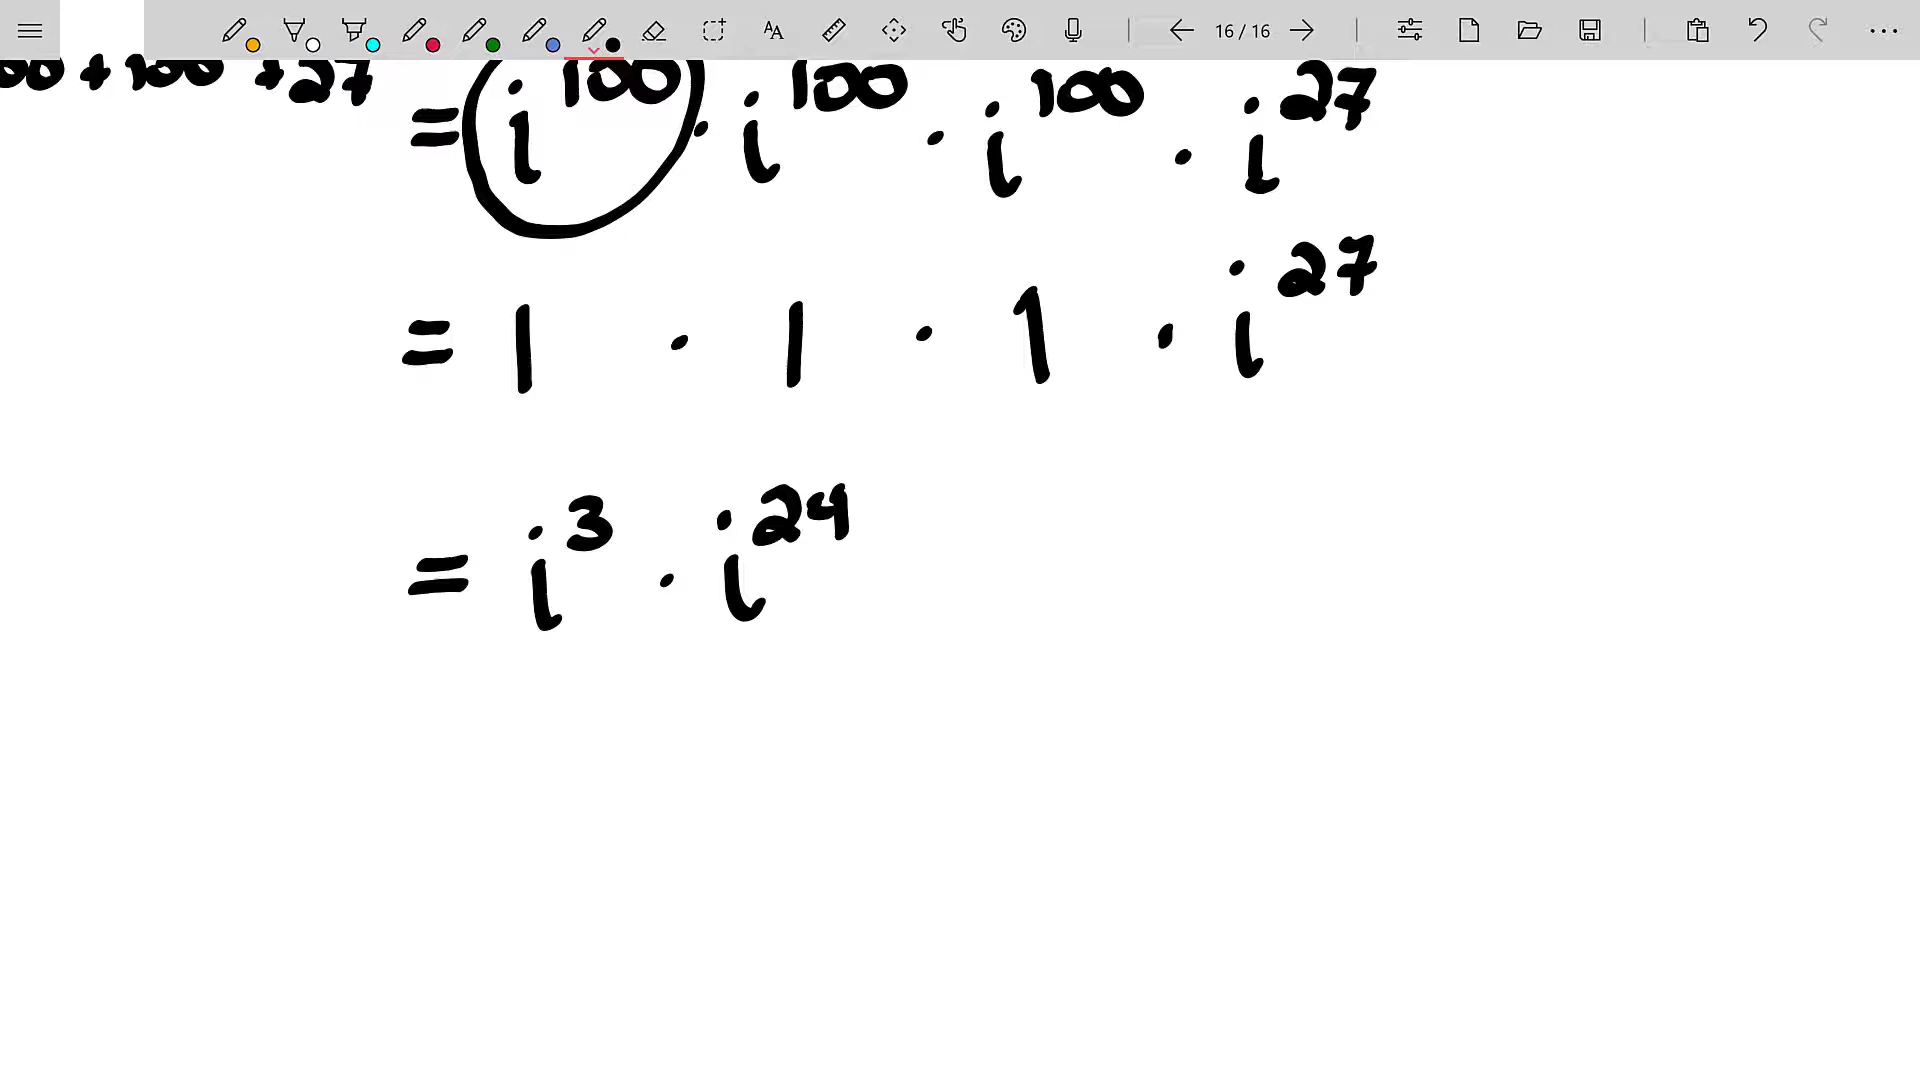 16 / 16
00 + 100 + 27 = i^100 · i^100 · i^100 · i^27
= 1 · 1 · 1 · i^27
= i^3 · i^24